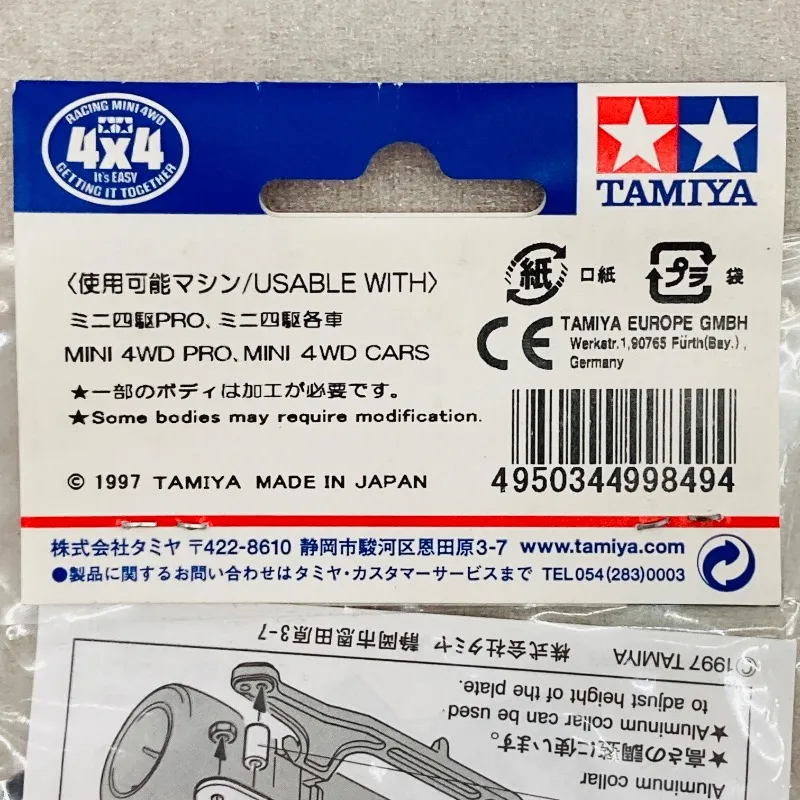 RACING MINI 4WD
4x4
It's EASY
GETTING IT TOGETHER
TAMIYA
〈使用可能マシン/USABLE WITH〉
ミニ四駆PRO、ミニ四駆各車
MINI 4WD PRO, MINI 4WD CARS
★一部のボディは加工が必要です。
★Some bodies may require modification.
© 1997 TAMIYA MADE IN JAPAN
紙 口紙
プラ 袋
CE TAMIYA EUROPE GMBH
Werkstr.1,90765 Fürth(Bay.),
Germany
4950344998494
株式会社タミヤ 〒422-8610 静岡市駿河区恩田原3-7 www.tamiya.com
●製品に関するお問い合わせはタミヤ・カスタマーサービスまで TEL054(283)0003
©1997 TAMIYA 株式会社タミヤ 静岡市恩田原3-7
to adjust height of the plate.
★Aluminum collar can be used
★高さの調整に使います。
Aluminum collar